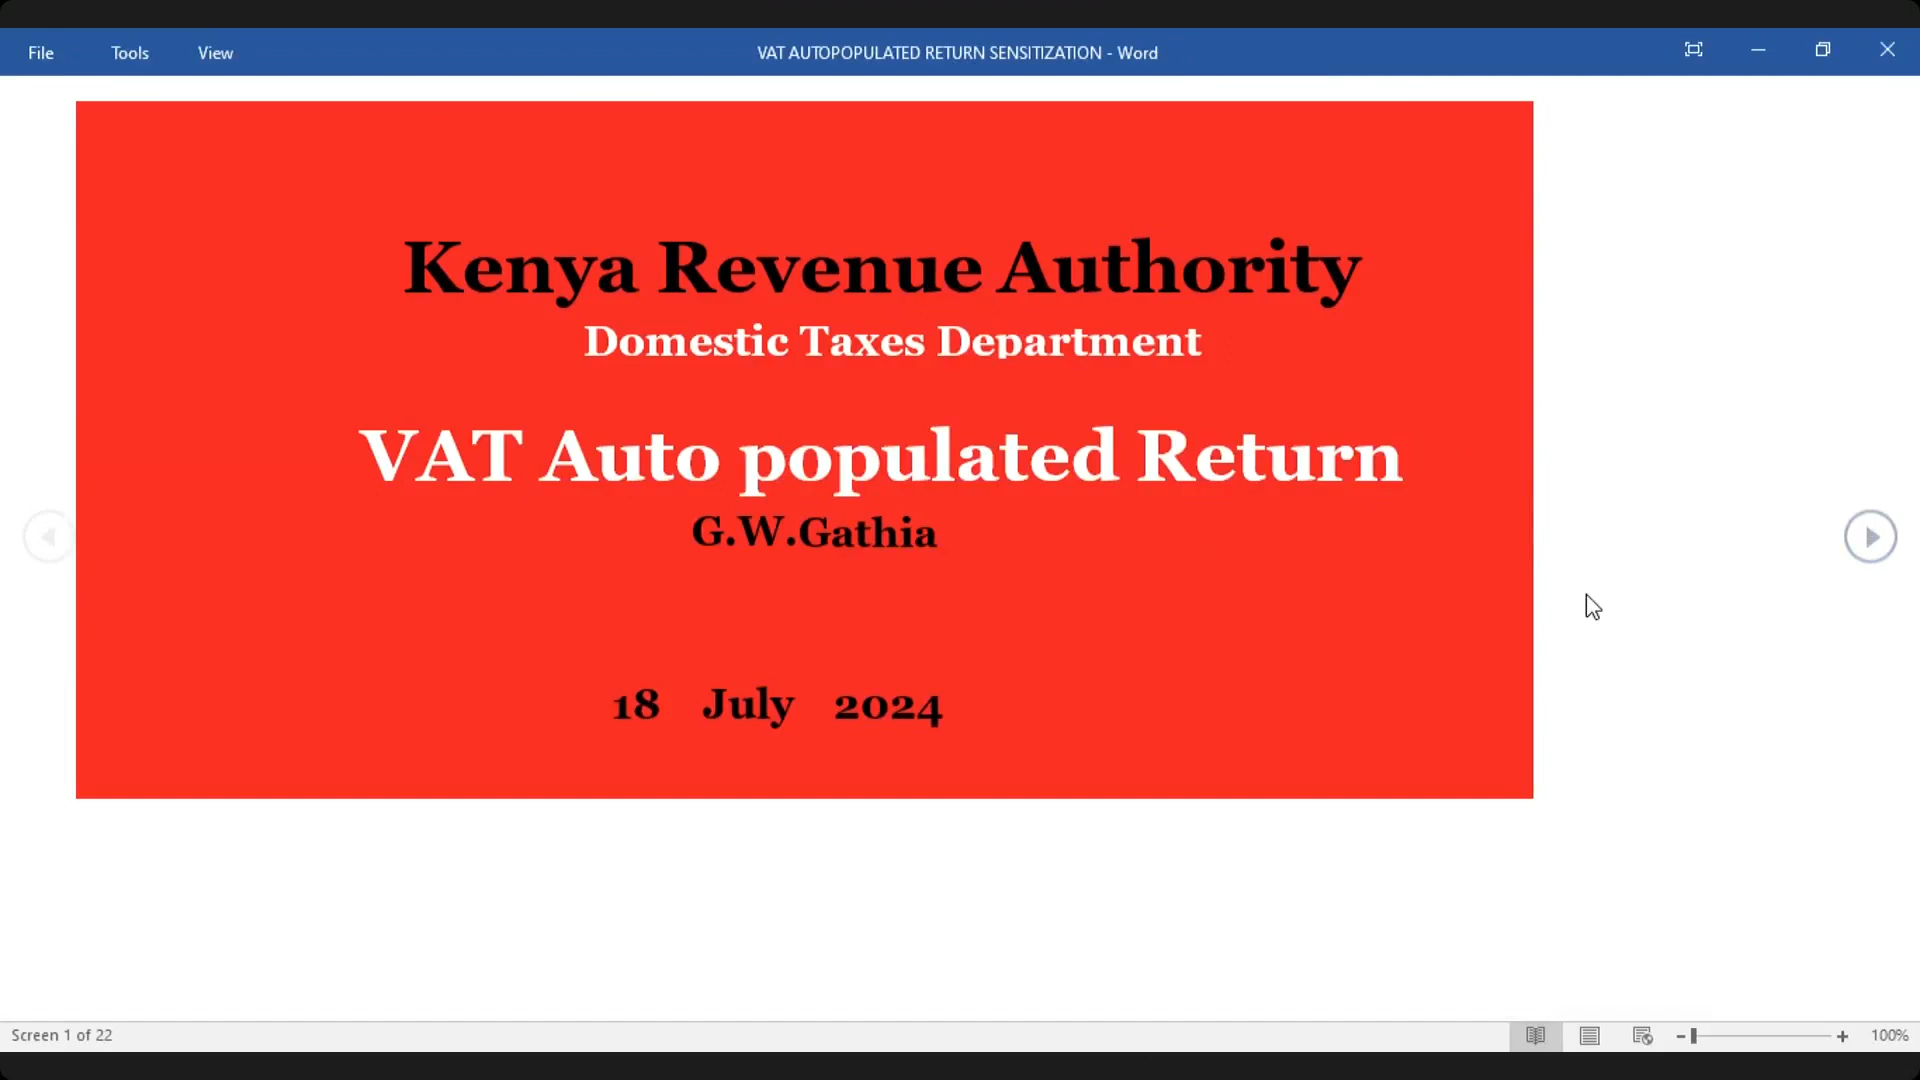 File Tools View VAT AUTOPOPULATED RETURN SENSITIZATION - Word
Kenya Revenue Authority
Domestic Taxes Department
VAT Auto populated Return
G.W.Gathia
18 July 2024
Screen 1 of 22 100%